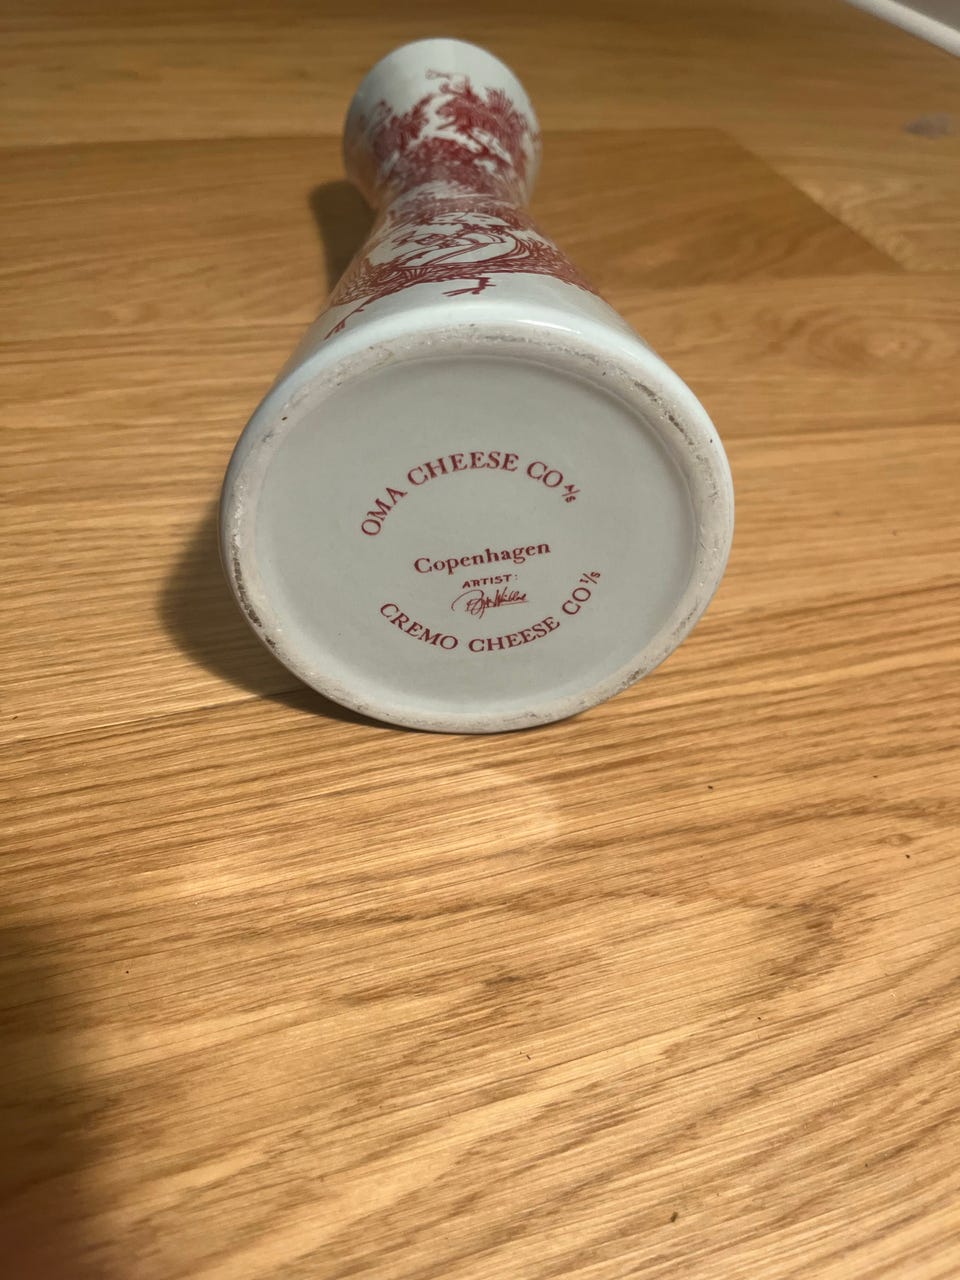 OMA CHEESE CO A/S
Copenhagen
ARTIST:
CREMO CHEESE CO I/S